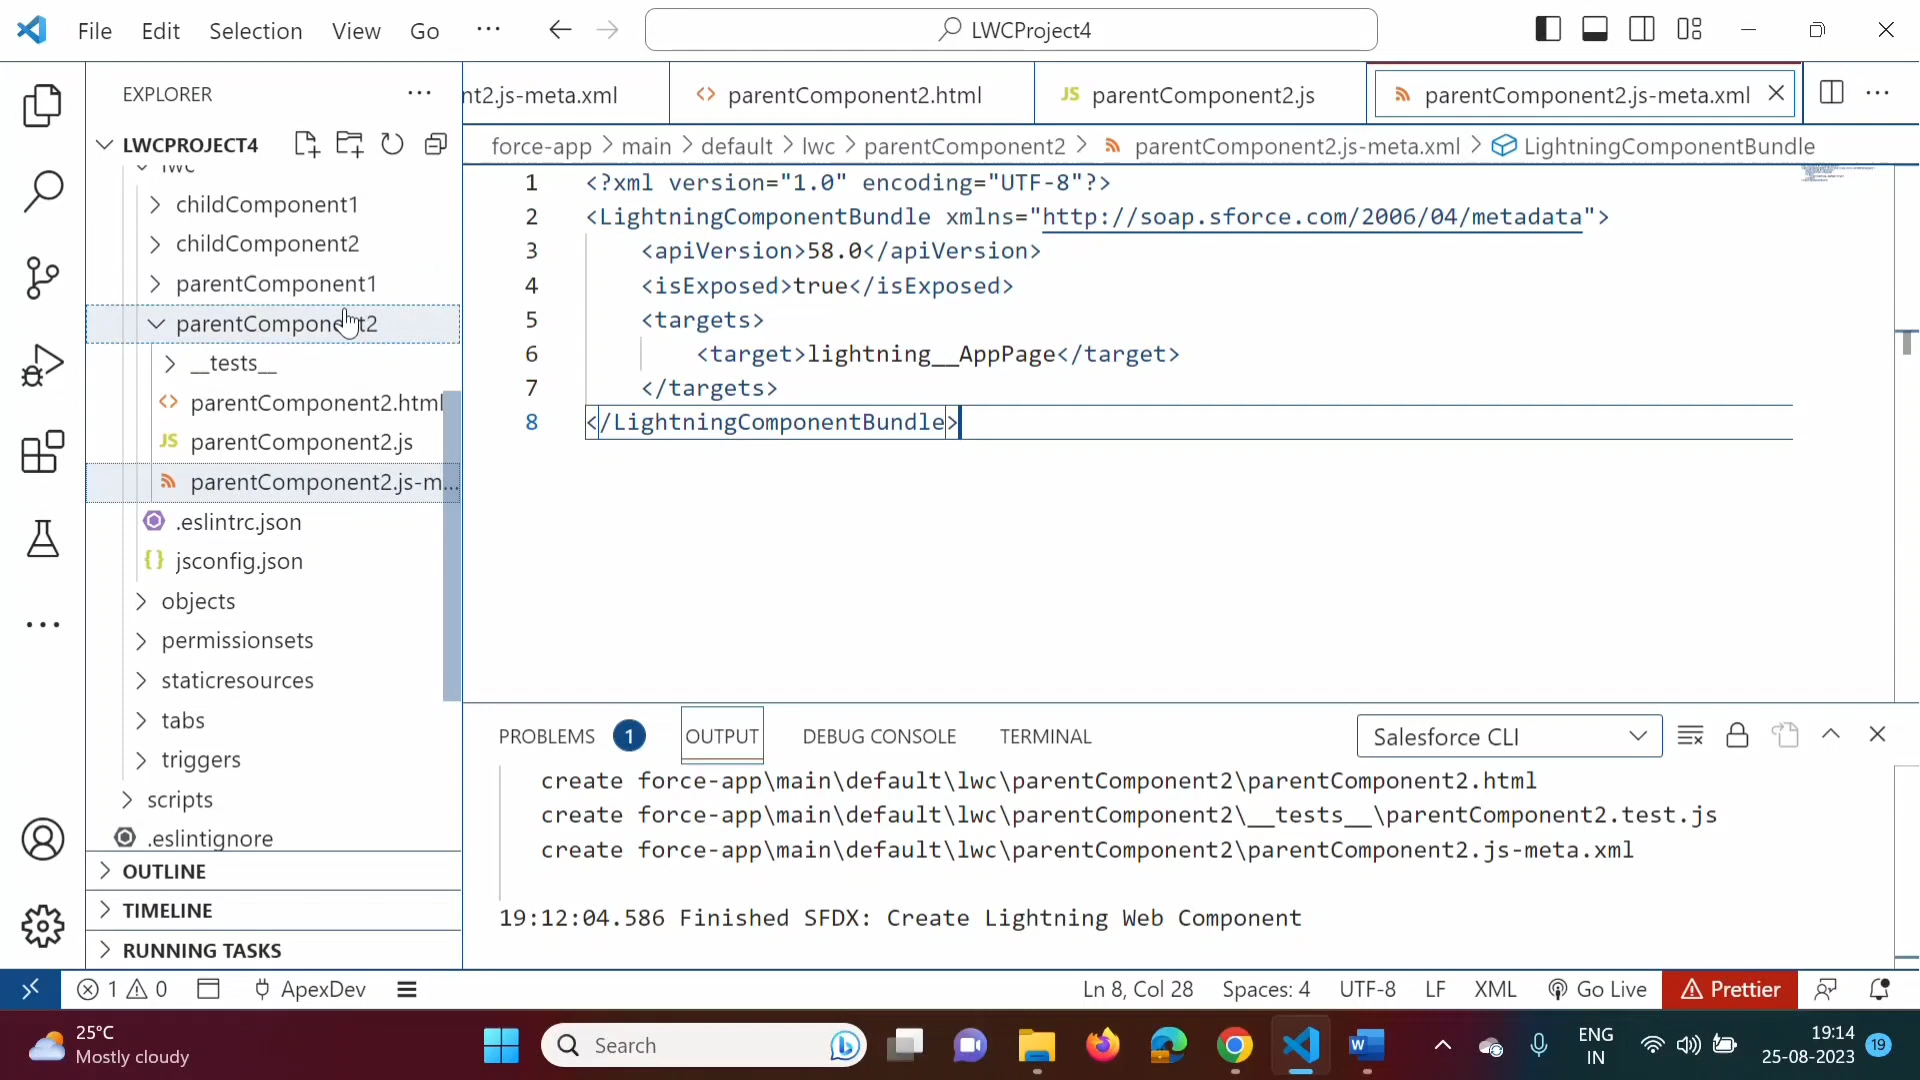 File Edit Selection View Go ··· LWCProject4
EXPLORER ···
LWCPROJECT4
lwc
childComponent1
childComponent2
parentComponent1
parentComponent2
__tests__
parentComponent2.html
parentComponent2.js
parentComponent2.js-m...
.eslintrc.json
jsconfig.json
objects
permissionsets
staticresources
tabs
triggers
scripts
.eslintignore
OUTLINE
TIMELINE
RUNNING TASKS
nt2.js-meta.xml <> parentComponent2.html JS parentComponent2.js parentComponent2.js-meta.xml
force-app > main > default > lwc > parentComponent2 > parentComponent2.js-meta.xml > LightningComponentBundle
1 <?xml version="1.0" encoding="UTF-8"?>
2 <LightningComponentBundle xmlns="http://soap.sforce.com/2006/04/metadata">
3 <apiVersion>58.0</apiVersion>
4 <isExposed>true</isExposed>
5 <targets>
6 <target>lightning__AppPage</target>
7 </targets>
8 </LightningComponentBundle>
PROBLEMS 1 OUTPUT DEBUG CONSOLE TERMINAL Salesforce CLI
create force-app\main\default\lwc\parentComponent2\parentComponent2.html
create force-app\main\default\lwc\parentComponent2\__tests__\parentComponent2.test.js
create force-app\main\default\lwc\parentComponent2\parentComponent2.js-meta.xml
19:12:04.586 Finished SFDX: Create Lightning Web Component
1 0 ApexDev Ln 8, Col 28 Spaces: 4 UTF-8 LF XML Go Live Prettier
25°C
Mostly cloudy
Search
ENG
IN
19:14
25-08-2023
19